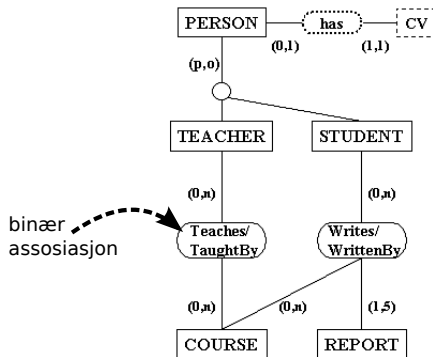 PERSON
has
CV
(0,1)
(1,1)
(p,o)
TEACHER
STUDENT
(0,n)
(0,n)
binær
assosiasjon
Teaches/
TaughtBy
Writes/
WrittenBy
(0,n)
(0,n)
(1,5)
COURSE
REPORT